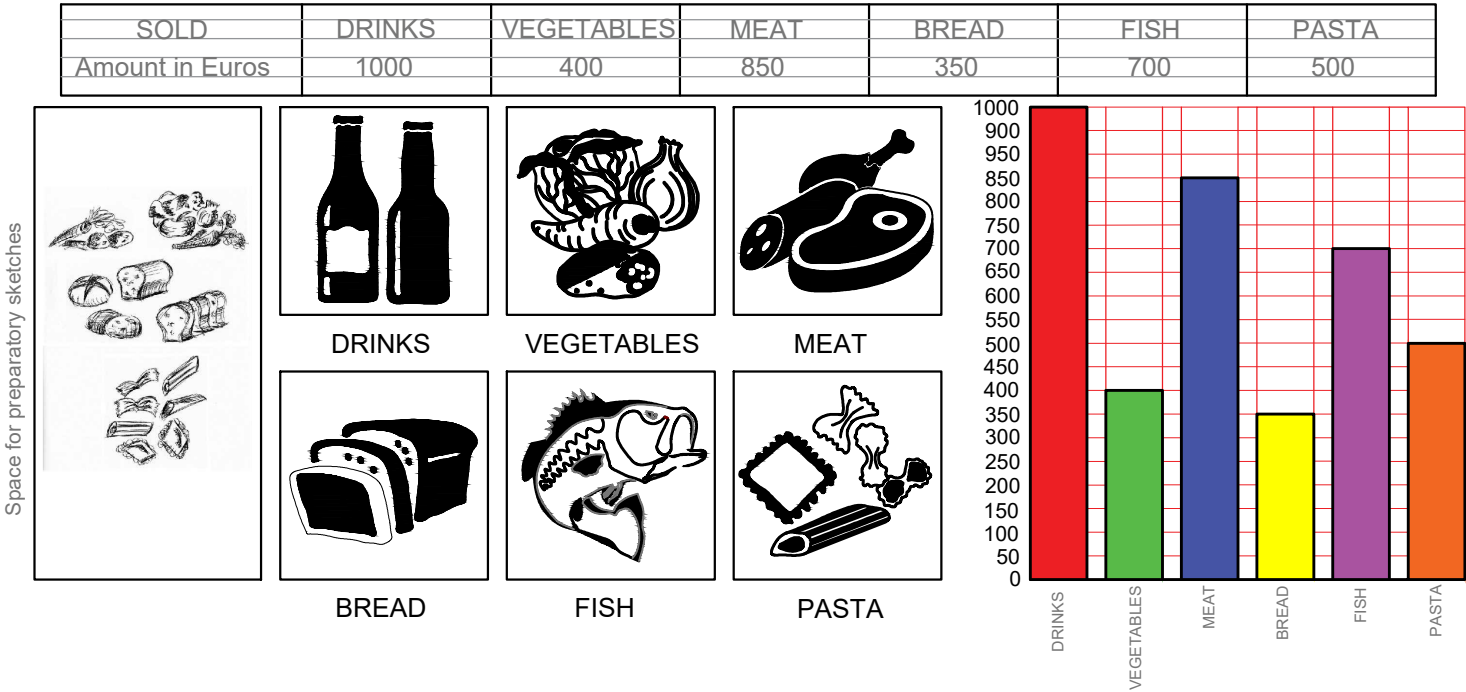 SOLD DRINKS VEGETABLES MEAT BREAD FISH PASTA
Amount in Euros 1000 400 850 350 700 500
Space for preparatory sketches
DRINKS VEGETABLES MEAT
BREAD FISH PASTA
1000
900
950
850
800
750
700
650
600
550
500
450
400
350
300
250
200
150
100
50
0
DRINKS
VEGETABLES
MEAT
BREAD
FISH
PASTA